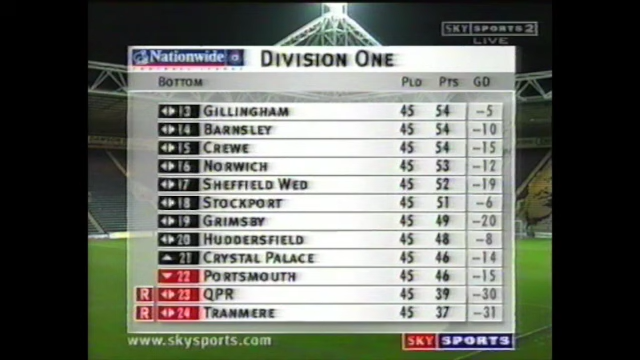 SKY SPORTS 2
LIVE
Nationwide DIVISION ONE
BOTTOM PLD PTS GD
13 GILLINGHAM 45 54 -5
14 BARNSLEY 45 54 -10
15 CREWE 45 54 -15
16 NORWICH 45 53 -12
17 SHEFFIELD WED 45 52 -19
18 STOCKPORT 45 51 -6
19 GRIMSBY 45 49 -20
20 HUDDERSFIELD 45 48 -8
21 CRYSTAL PALACE 45 46 -14
22 PORTSMOUTH 45 46 -15
R 23 QPR 45 39 -30
R 24 TRANMERE 45 37 -31
www.skysports.com SKY SPORTS